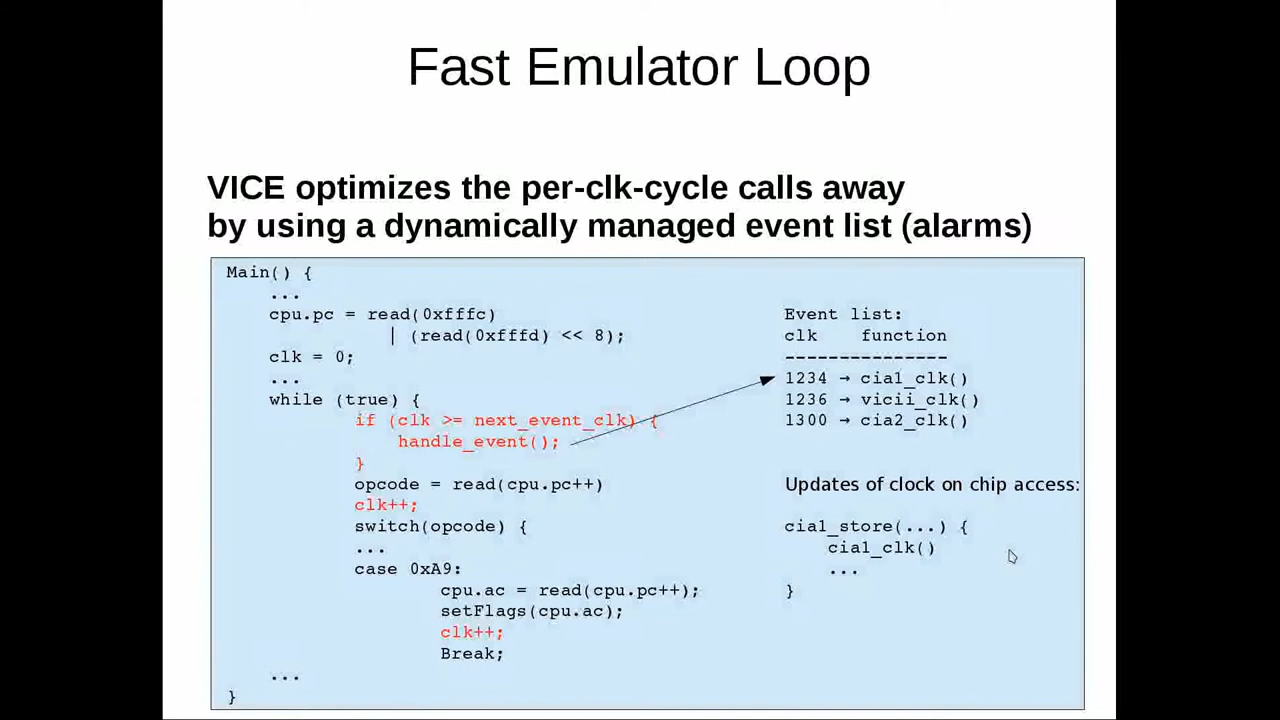 Fast Emulator Loop
VICE optimizes the per-clk-cycle calls away
by using a dynamically managed event list (alarms)
Main() {
...
cpu.pc = read(0xfffc)
| (read(0xfffd) << 8);
clk = 0;
...
while (true) {
if (clk >= next_event_clk) {
handle_event();
}
opcode = read(cpu.pc++)
clk++;
switch(opcode) {
...
case 0xA9:
cpu.ac = read(cpu.pc++);
setFlags(cpu.ac);
clk++;
Break;
...
}
Event list:
clk function
---------------
1234 → cia1_clk()
1236 → vicii_clk()
1300 → cia2_clk()
Updates of clock on chip access:
cia1_store(...) {
cia1_clk()
...
}